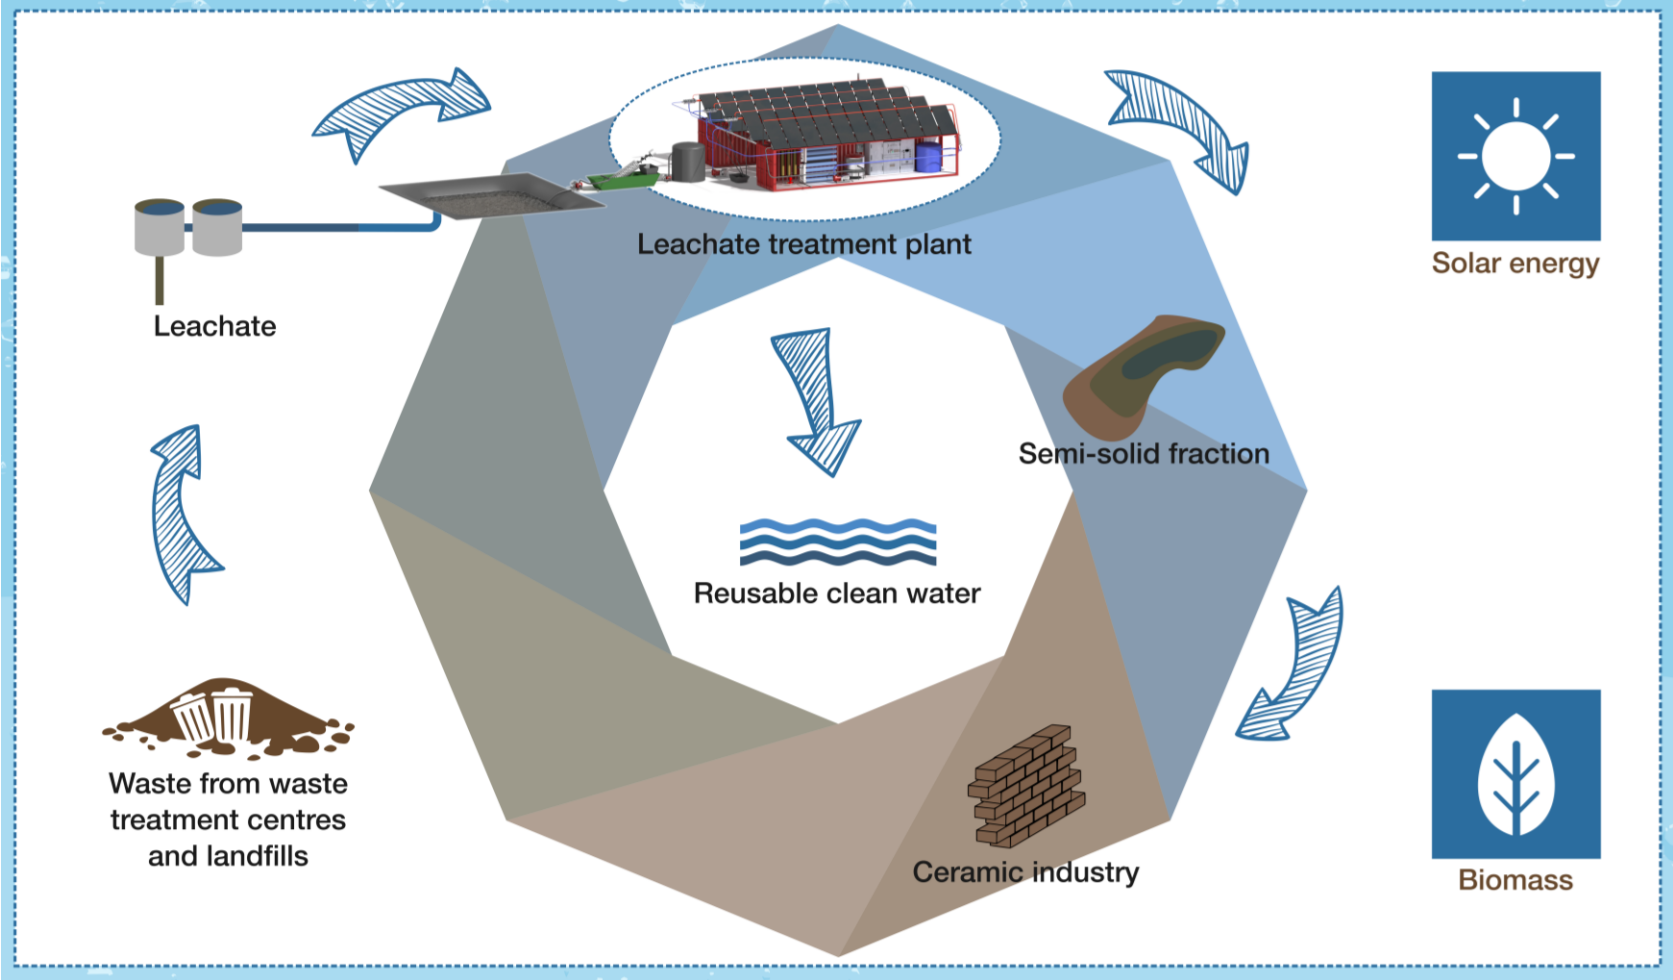 Leachate treatment plant
Solar energy
Leachate
Semi-solid fraction
Reusable clean water
Waste from waste
treatment centres
and landfills
Ceramic industry
Biomass